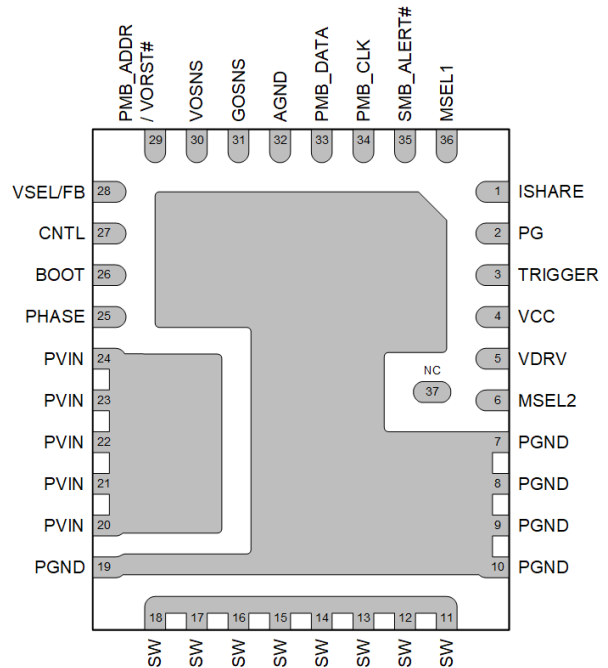 PMB_ADDR
/ VORST#
VOSNS
GOSNS
AGND
PMB_DATA
PMB_CLK
SMB_ALERT#
MSEL1
29
30
31
32
33
34
35
36
VSEL/FB 28
1 ISHARE
CNTL 27
2 PG
BOOT 26
3 TRIGGER
PHASE 25
4 VCC
PVIN 24
5 VDRV
NC
37
PVIN 23
6 MSEL2
PVIN 22
7 PGND
PVIN 21
8 PGND
PVIN 20
9 PGND
PGND 19
10 PGND
18
17
16
15
14
13
12
11
SW
SW
SW
SW
SW
SW
SW
SW